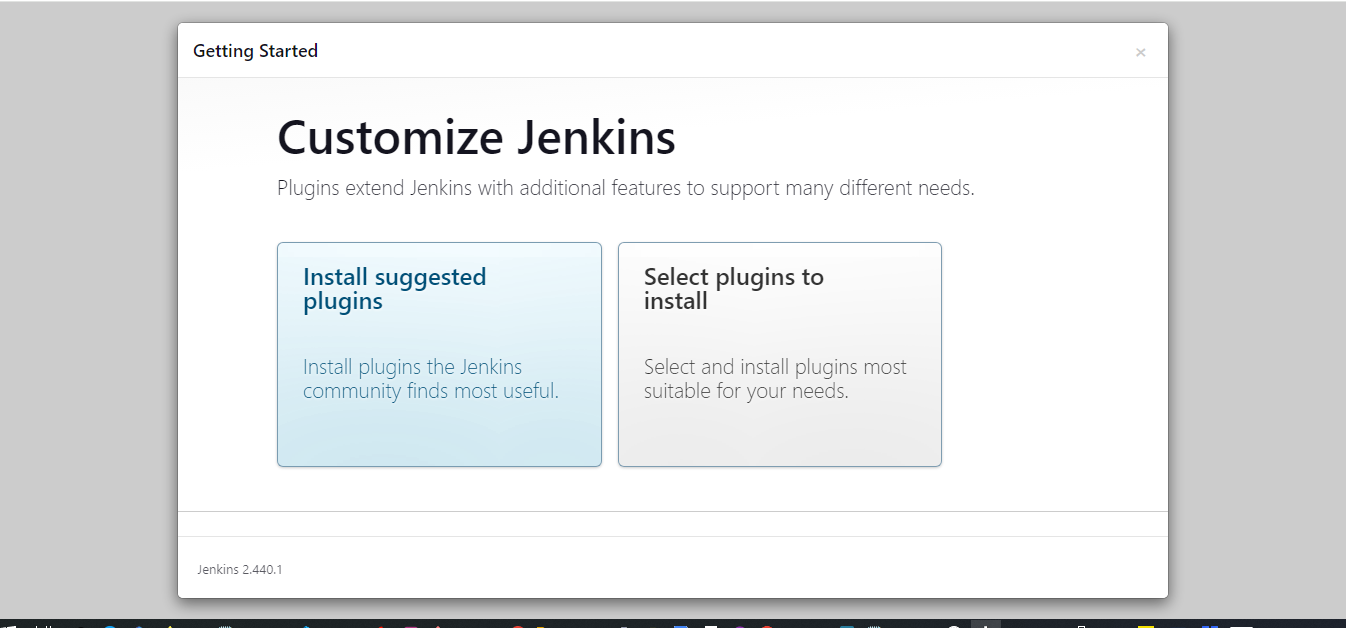 Getting Started
×
Customize Jenkins
Plugins extend Jenkins with additional features to support many different needs.
Install suggested
plugins
Install plugins the Jenkins
community finds most useful.
Select plugins to
install
Select and install plugins most
suitable for your needs.
Jenkins 2.440.1